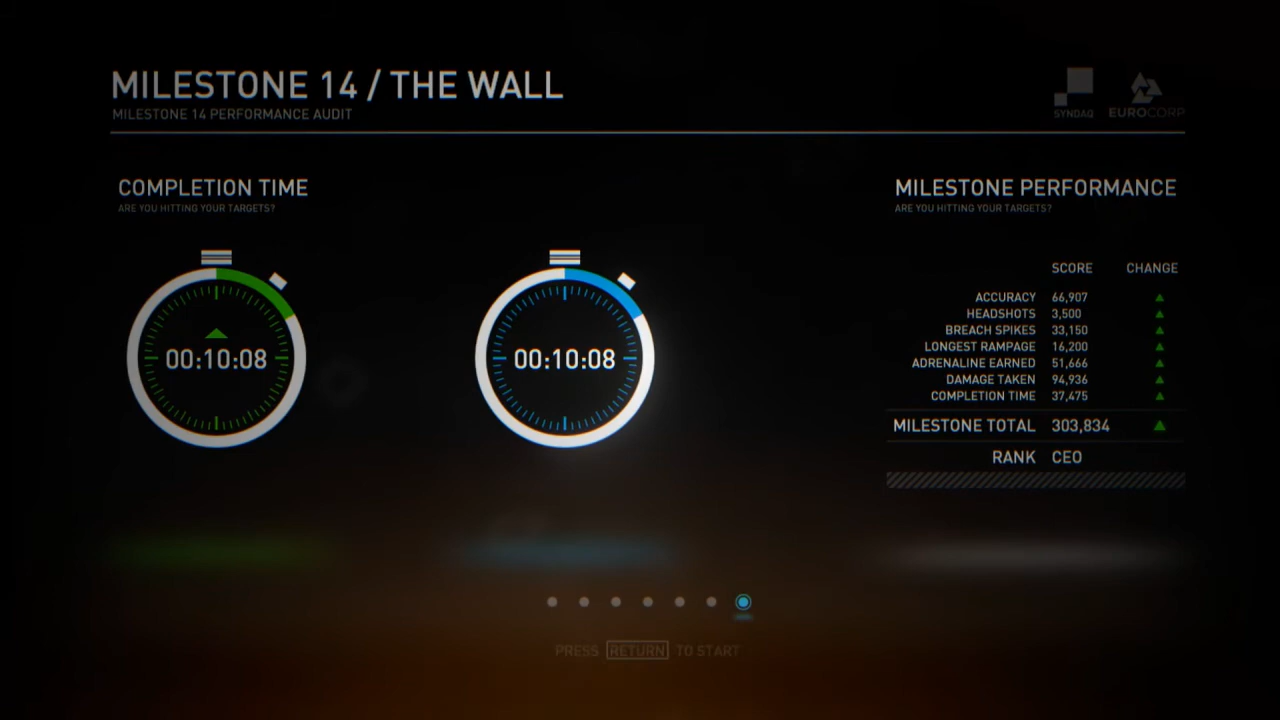 MILESTONE 14 / THE WALL
MILESTONE 14 PERFORMANCE AUDIT
SYNDAQ
EUROCORP
COMPLETION TIME
ARE YOU HITTING YOUR TARGETS?
00:10:08
00:10:08
MILESTONE PERFORMANCE
ARE YOU HITTING YOUR TARGETS?
SCORE CHANGE
ACCURACY 66,907
HEADSHOTS 3,500
BREACH SPIKES 33,150
LONGEST RAMPAGE 16,200
ADRENALINE EARNED 51,666
DAMAGE TAKEN 94,936
COMPLETION TIME 37,475
MILESTONE TOTAL 303,834
RANK CEO
PRESS RETURN TO START